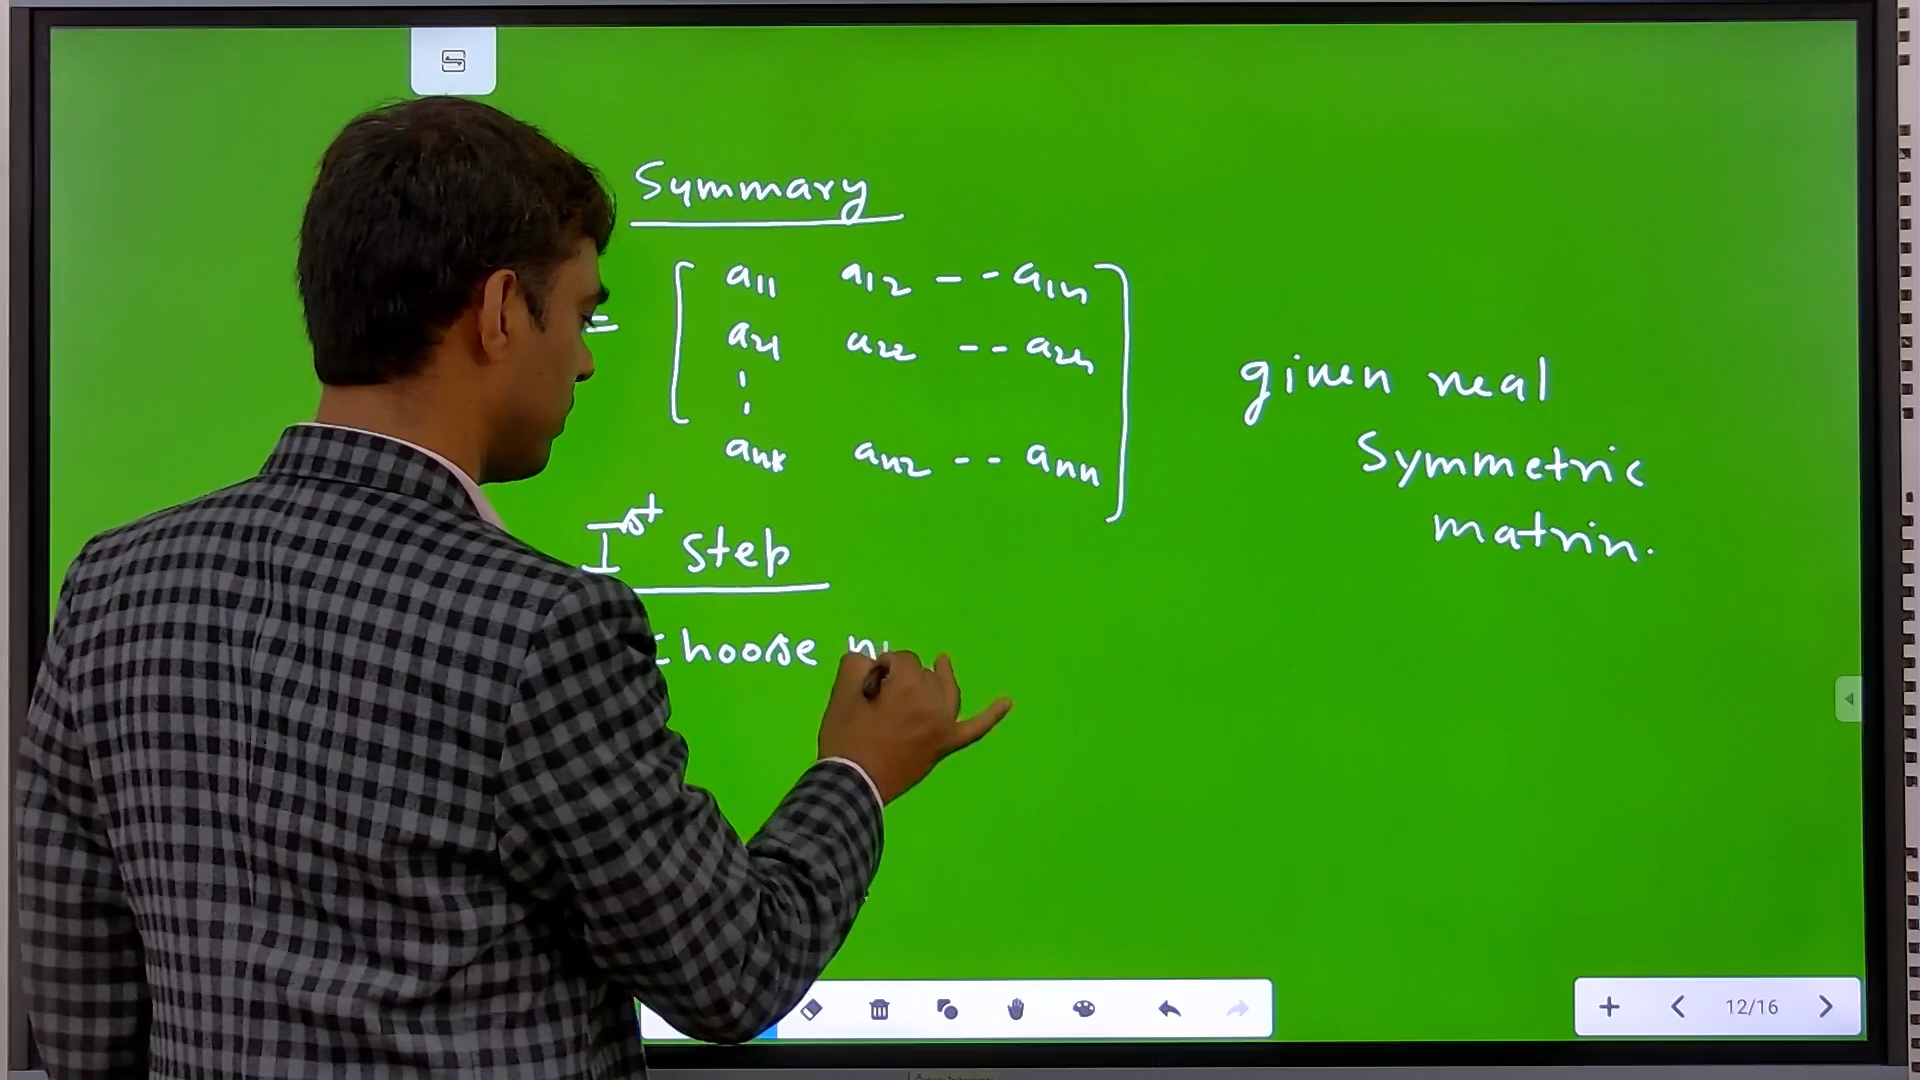 Summary
= [ a11 a12 -- a1n
a21 a22 -- a2n
⋮
an1 an2 -- ann ]
given real
Symmetric
matrix.
Ist Step
choose
12/16